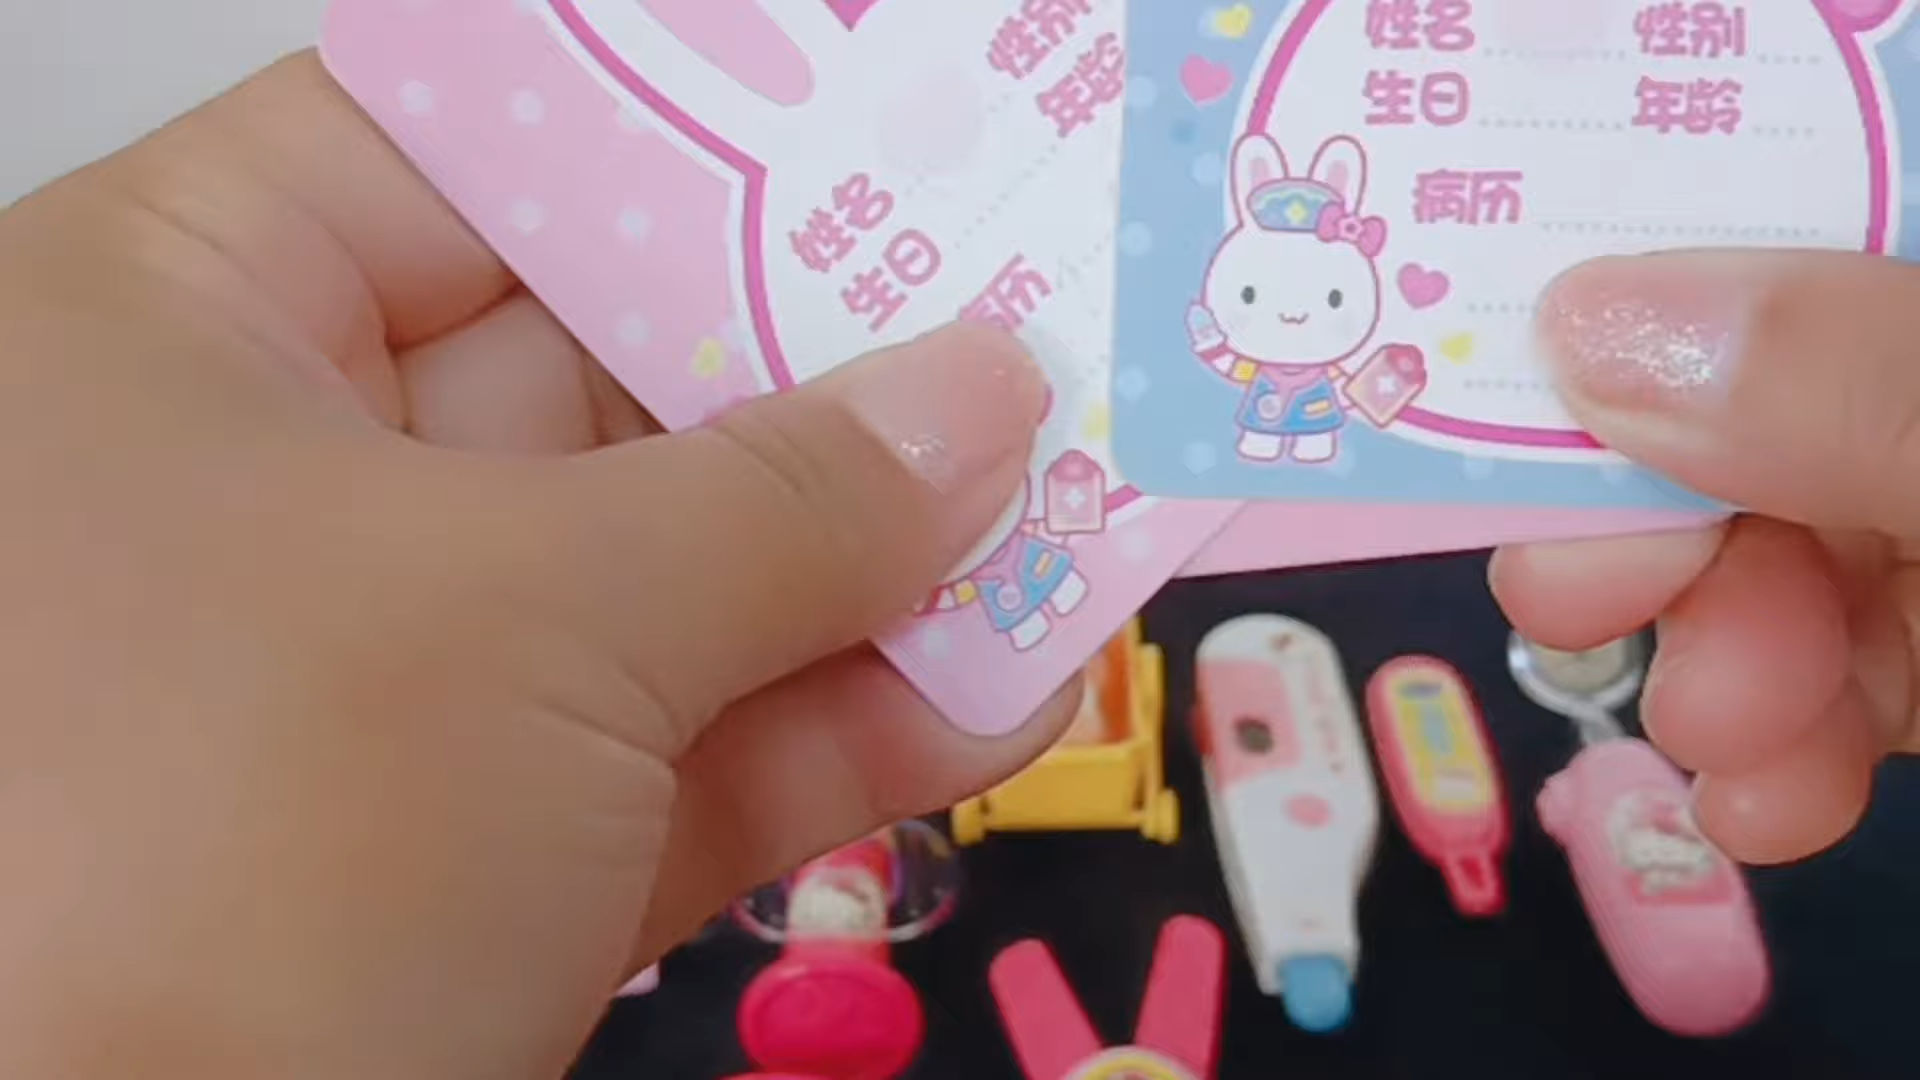 性别
年龄
姓名
生日
病历
姓名 性别
生日 年龄
病历